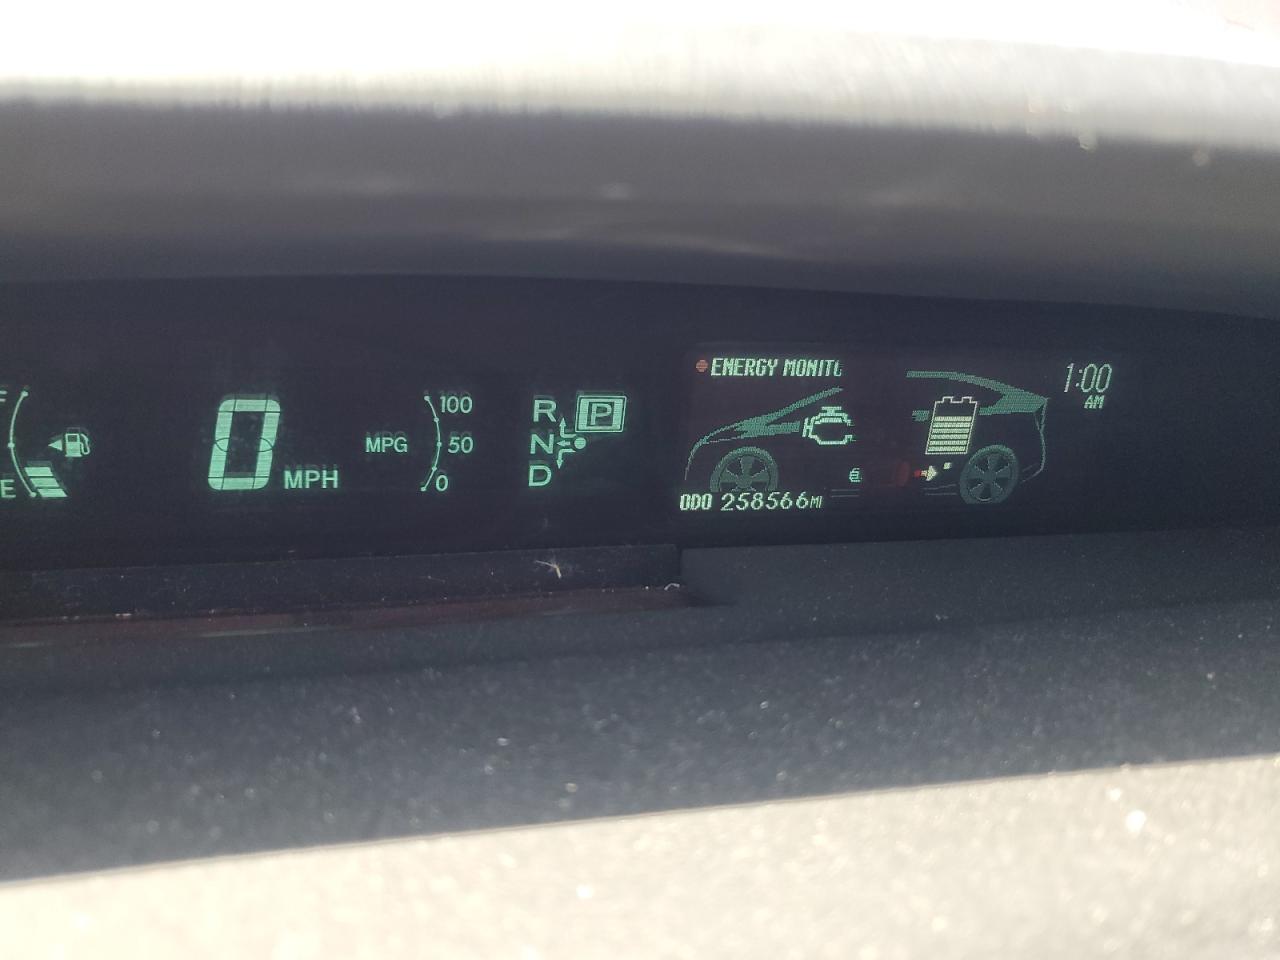 F
E
0 MPH
MPG
100
50
0
R P
N
D
ENERGY MONITO
ODO 258566MI
1:00
AM